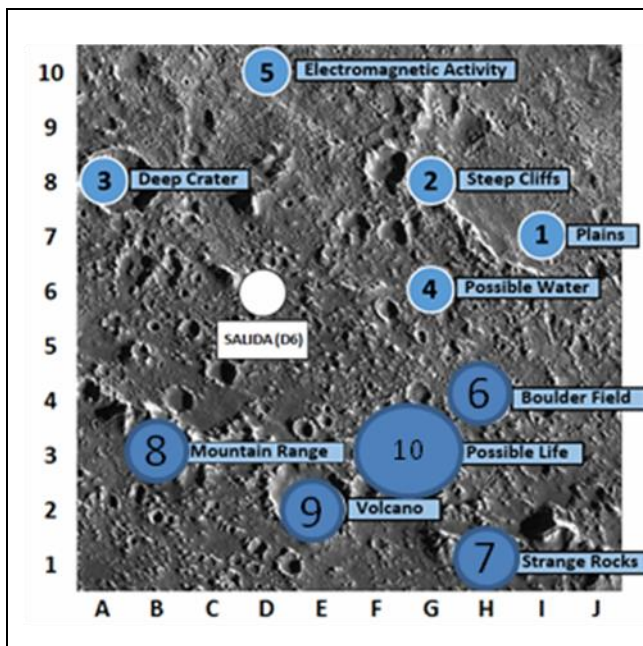 10 5 Electromagnetic Activity
9
8 3 Deep Crater 2 Steep Cliffs
7 1 Plains
6 4 Possible Water
SALIDA (D6)
5
4 6 Boulder Field
3 8 Mountain Range 10 Possible Life
2 9 Volcano
1 7 Strange Rocks
A B C D E F G H I J